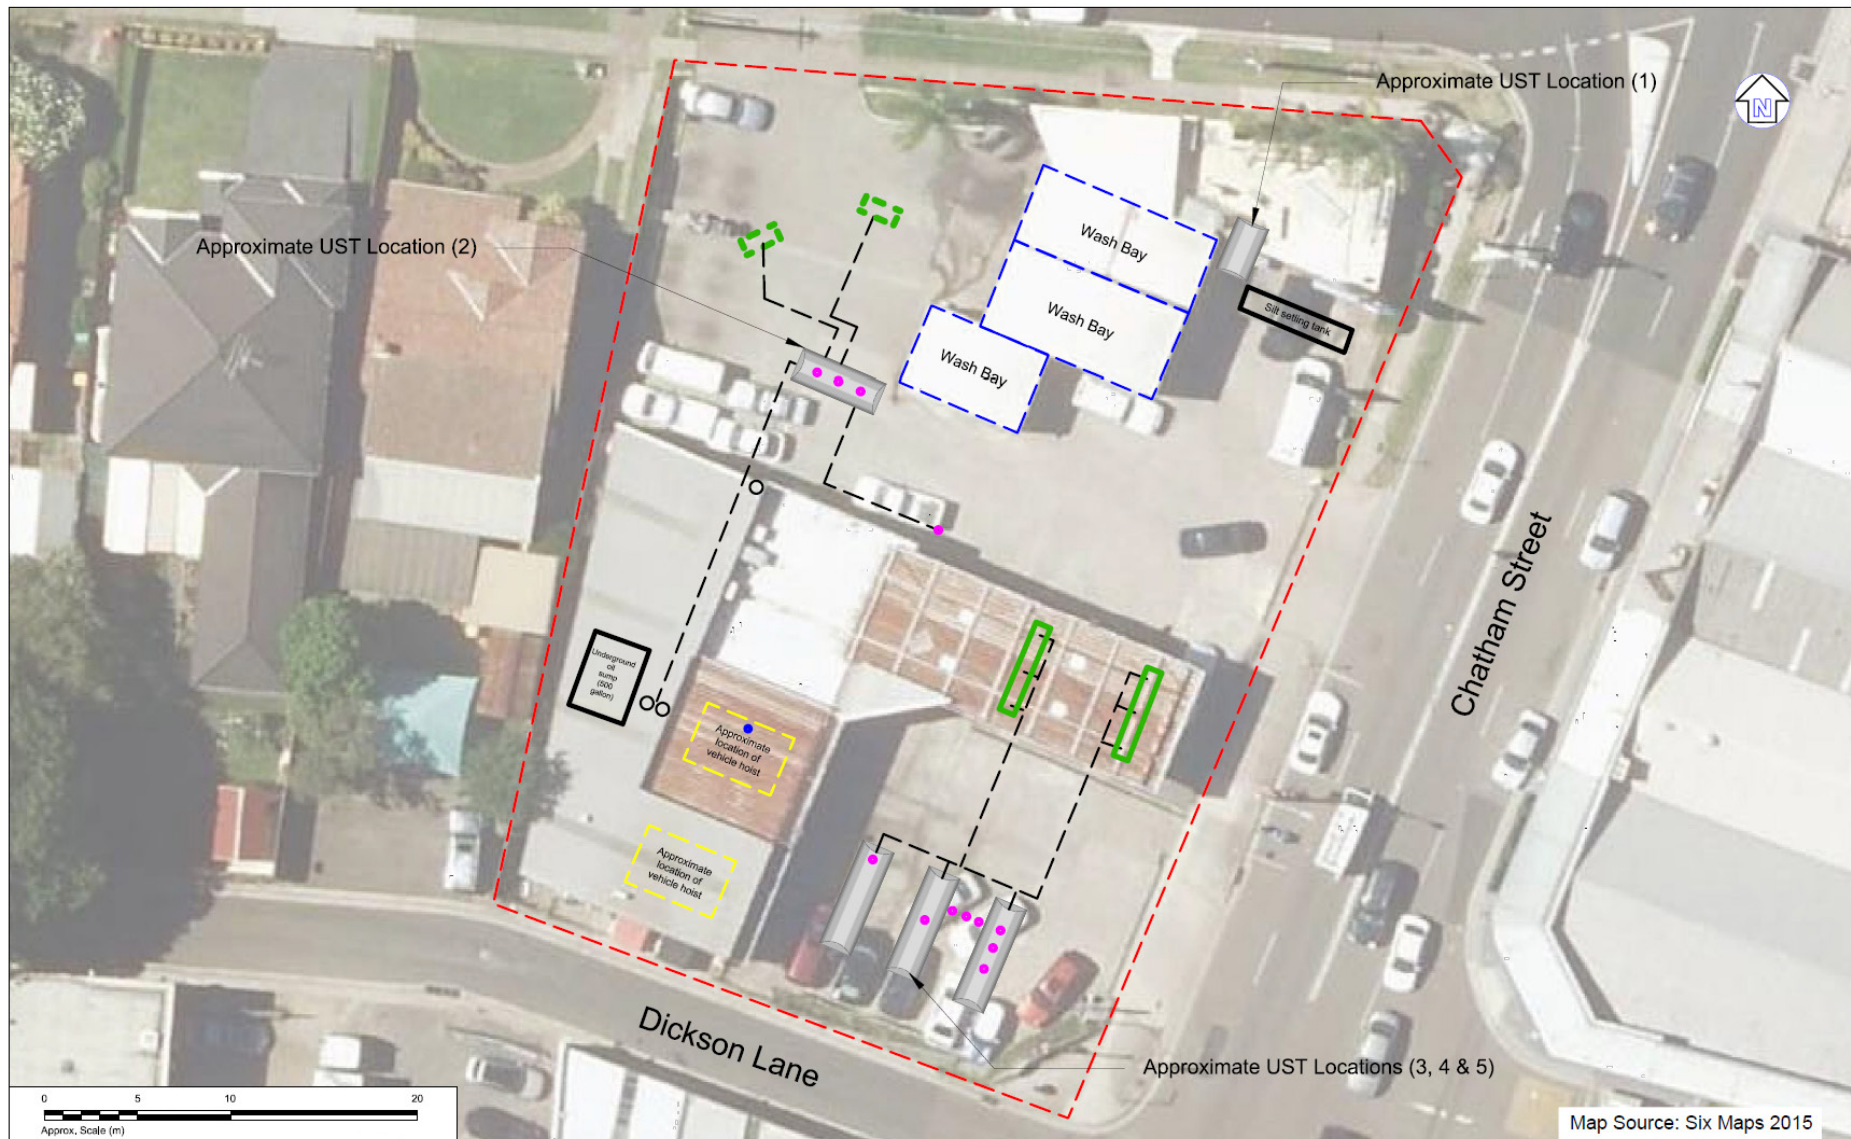 Approximate UST Location (1)
N
Approximate UST Location (2)
Wash Bay
Wash Bay
Wash Bay
Silt setling tank
Chatham Street
Underground
oil
sump
(500
gallon)
Approximate
location of
vehicle hoist
Approximate
location of
vehicle hoist
Dickson Lane
Approximate UST Locations (3, 4 & 5)
0 5 10 20
Approx, Scale (m)
Map Source: Six Maps 2015